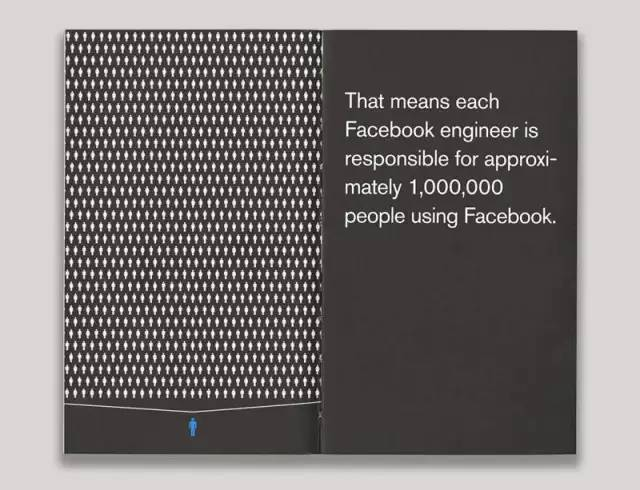 That means each
Facebook engineer is
responsible for approxi-
mately 1,000,000
people using Facebook.